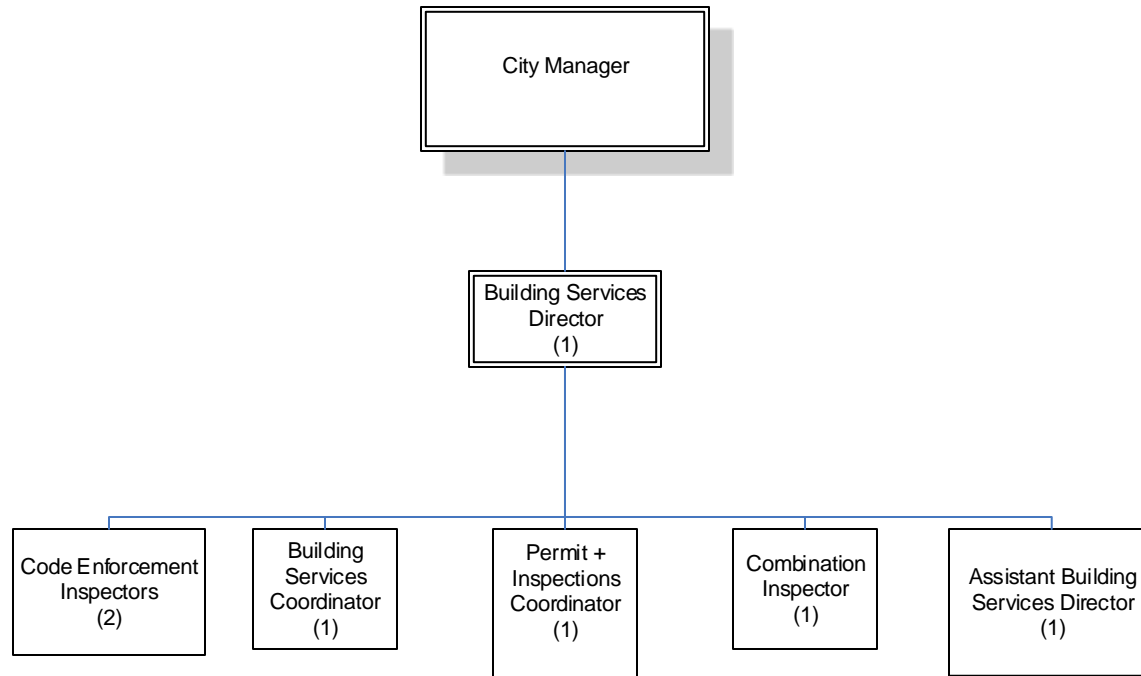 City Manager
Building Services
Director
(1)
Code Enforcement
Inspectors
(2)
Building
Services
Coordinator
(1)
Permit +
Inspections
Coordinator
(1)
Combination
Inspector
(1)
Assistant Building
Services Director
(1)